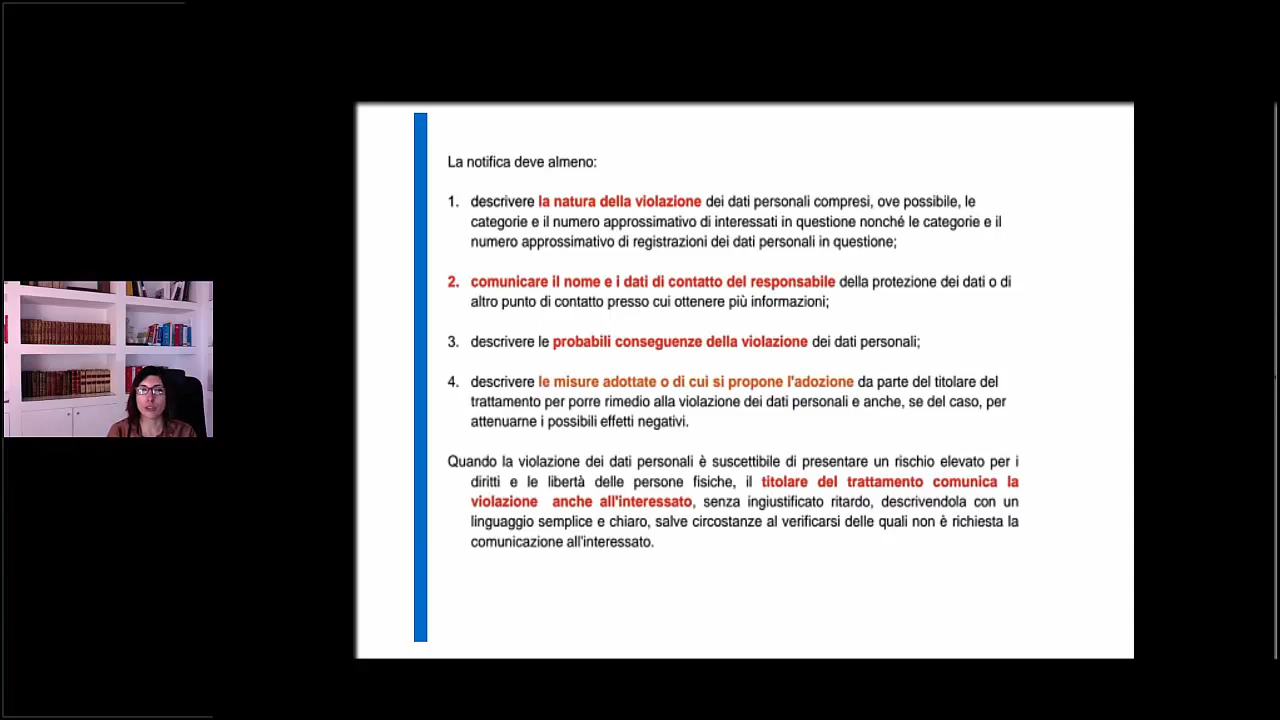 La notifica deve almeno:
1. descrivere la natura della violazione dei dati personali compresi, ove possibile, le
categorie e il numero approssimativo di interessati in questione nonché le categorie e il
numero approssimativo di registrazioni dei dati personali in questione;
2. comunicare il nome e i dati di contatto del responsabile della protezione dei dati o di
altro punto di contatto presso cui ottenere più informazioni;
3. descrivere le probabili conseguenze della violazione dei dati personali;
4. descrivere le misure adottate o di cui si propone l'adozione da parte del titolare del
trattamento per porre rimedio alla violazione dei dati personali e anche, se del caso, per
attenuarne i possibili effetti negativi.
Quando la violazione dei dati personali è suscettibile di presentare un rischio elevato per i
diritti e le libertà delle persone fisiche, il titolare del trattamento comunica la
violazione anche all'interessato, senza ingiustificato ritardo, descrivendola con un
linguaggio semplice e chiaro, salve circostanze al verificarsi delle quali non è richiesta la
comunicazione all'interessato.